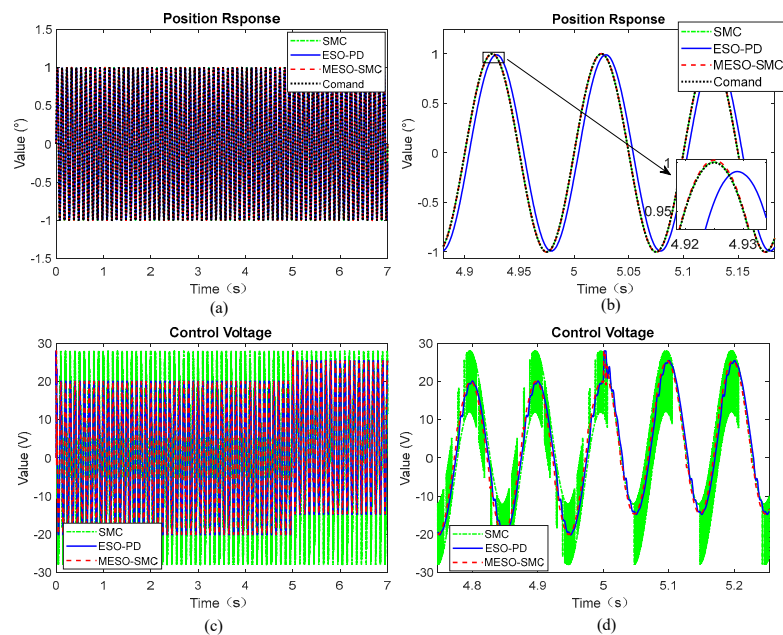 Position Rsponse
SMC
ESO-PD
MESO-SMC
Comand
Value (°)
1.5
1
0.5
0
-0.5
-1
-1.5
0 1 2 3 4 5 6 7
Time (s)
(a)
Position Rsponse
SMC
ESO-PD
MESO-SMC
Comand
Value (°)
1
0.5
0
-0.5
-1
1
0.95
4.92 4.93
4.9 4.95 5 5.05 5.1 5.15
Time (s)
(b)
Control Voltage
Value (V)
30
20
10
0
-10
-20
-30
SMC
ESO-PD
MESO-SMC
0 1 2 3 4 5 6 7
Time (s)
(c)
Control Voltage
Value (V)
30
20
10
0
-10
-20
-30
SMC
ESO-PD
MESO-SMC
4.8 4.9 5 5.1 5.2
Time (s)
(d)